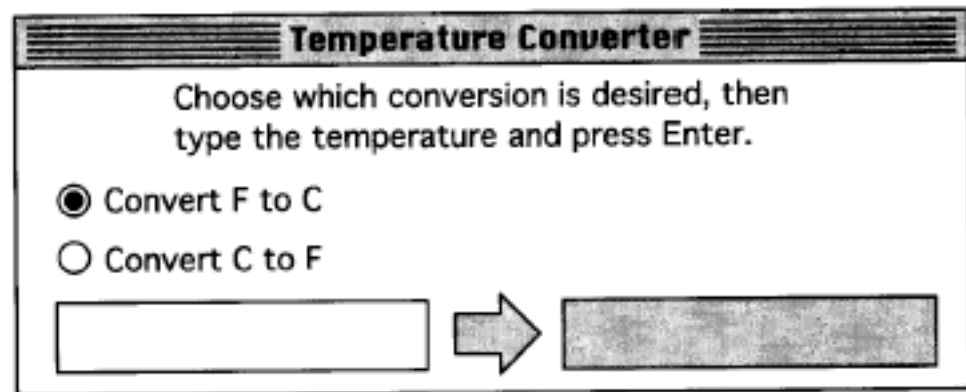 Temperature Converter
Choose which conversion is desired, then
type the temperature and press Enter.
Convert F to C
Convert C to F